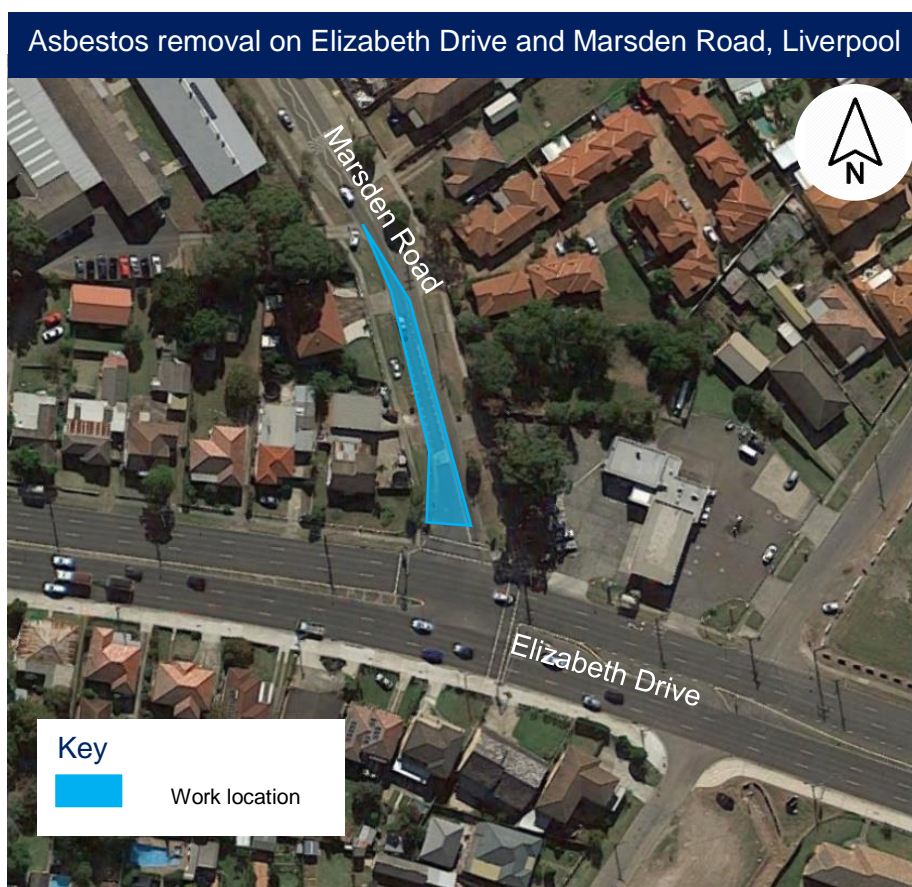 Asbestos removal on Elizabeth Drive and Marsden Road, Liverpool
N
Marsden Road
Elizabeth Drive
Key
Work location